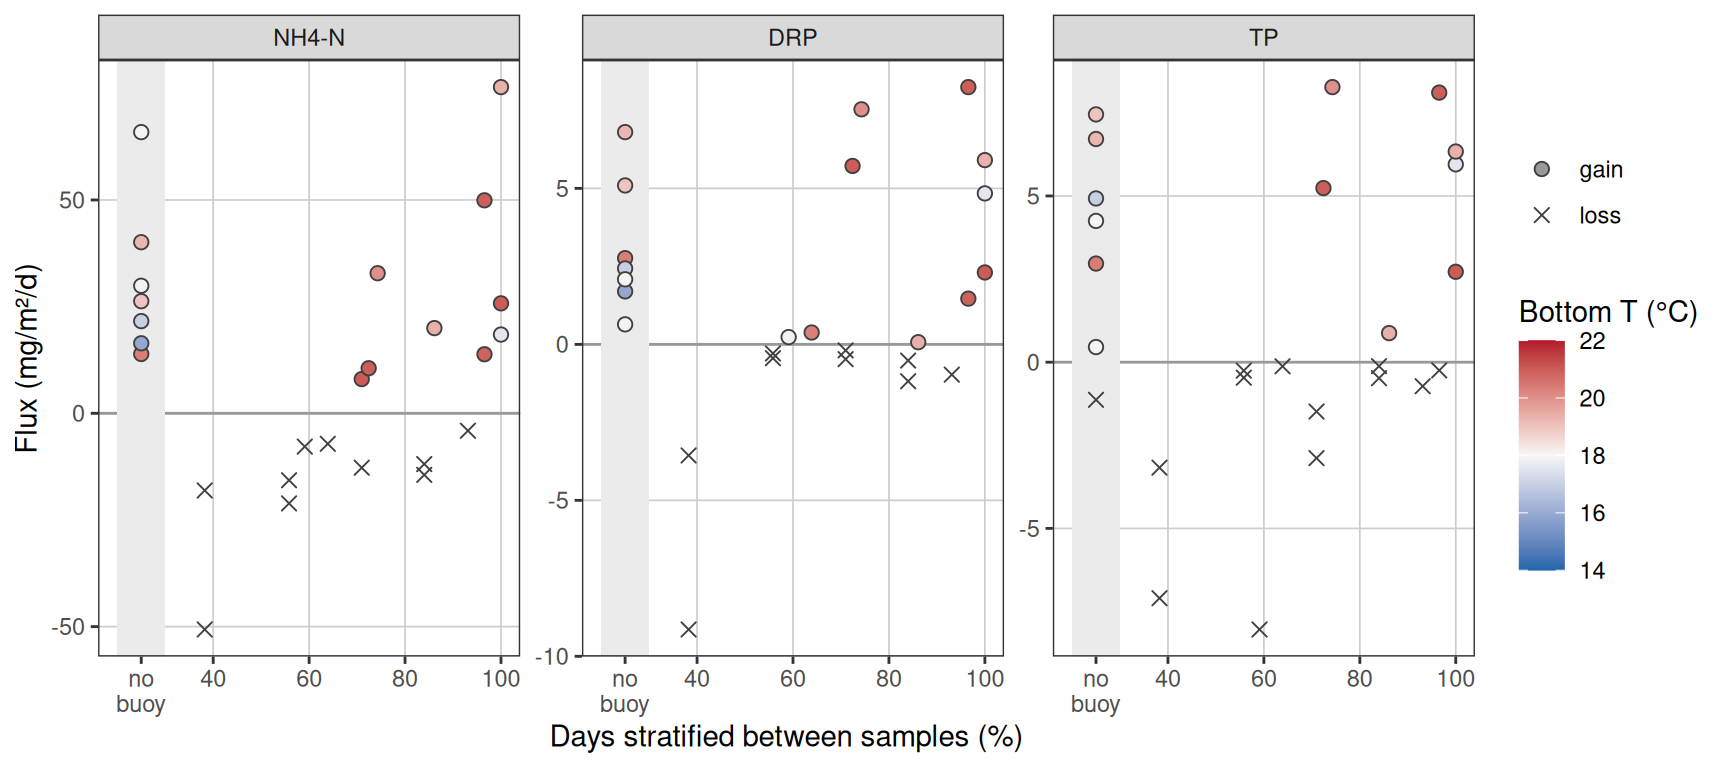 NH4-N
DRP
TP
Flux (mg/m²/d)
50
0
-50
5
0
-5
-10
5
0
-5
no
buoy
40
60
80
100
no
buoy
40
60
80
100
no
buoy
40
60
80
100
Days stratified between samples (%)
gain
loss
Bottom T (°C)
22
20
18
16
14